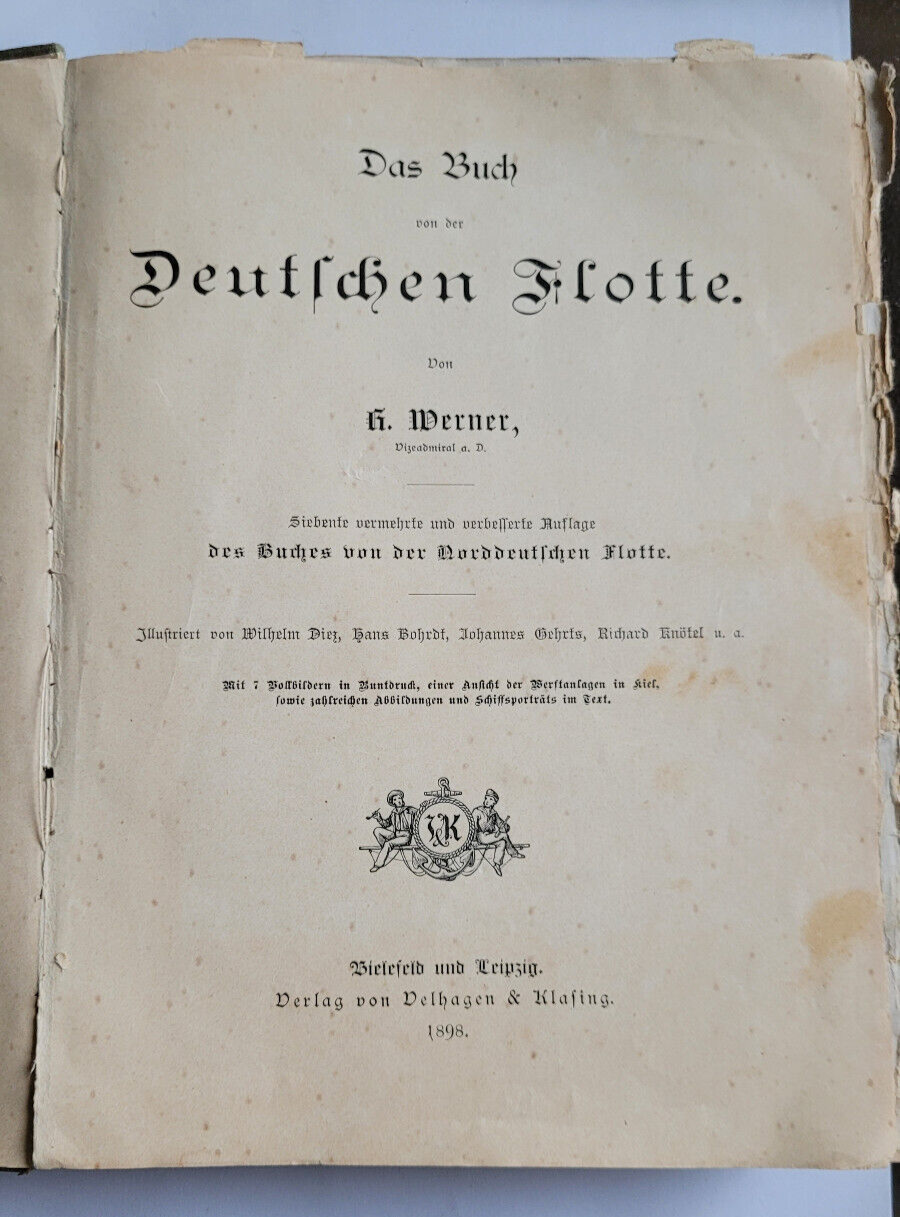 Das Buch
von der
Deutſchen Flotte.
Von
R. Werner,
Vizeadmiral a. D.
Siebente vermehrte und verbeſſerte Auflage
des Buches von der Norddeutſchen Flotte.
Illuſtriert von Wilhelm Diez, Hans Bohrdt, Johannes Gehrts, Richard Knötel u. a.
Mit 7 Vollbildern in Buntdruck, einer Anſicht der Werftanlagen in Kiel,
ſowie zahlreichen Abbildungen und Schiffsporträts im Text.
V&K
Bielefeld und Leipzig.
Verlag von Velhagen & Klaſing.
1898.